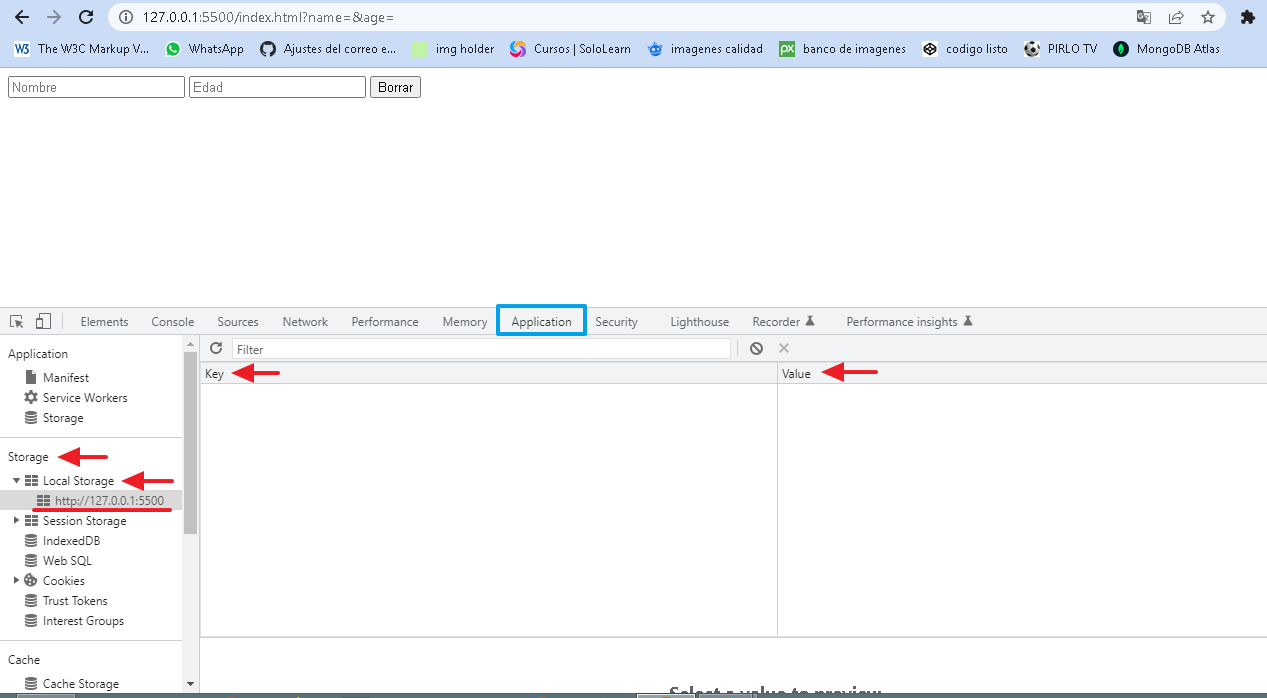 127.0.0.1:5500/index.html?name=&age=
The W3C Markup V... WhatsApp Ajustes del correo e... img holder Cursos | SoloLearn imagenes calidad banco de imagenes codigo listo PIRLO TV MongoDB Atlas
Nombre Edad Borrar
Elements Console Sources Network Performance Memory Application Security Lighthouse Recorder Performance insights
Filter
Key Value
Application
Manifest
Service Workers
Storage
Storage
Local Storage
http://127.0.0.1:5500
Session Storage
IndexedDB
Web SQL
Cookies
Trust Tokens
Interest Groups
Cache
Cache Storage
Select a value to preview